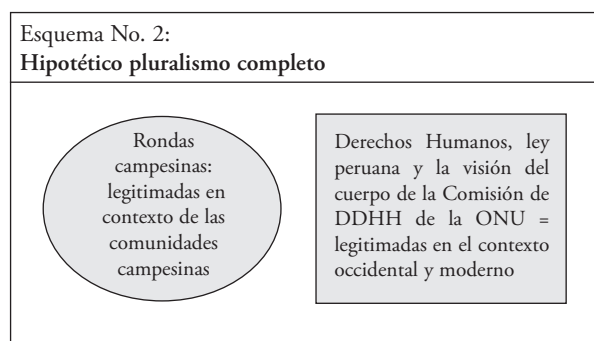 Esquema No. 2:
Hipotético pluralismo completo
Rondas
campesinas:
legitimadas en
contexto de las
comunidades
campesinas
Derechos Humanos, ley
peruana y la visión del
cuerpo de la Comisión de
DDHH de la ONU =
legitimadas en el contexto
occidental y moderno